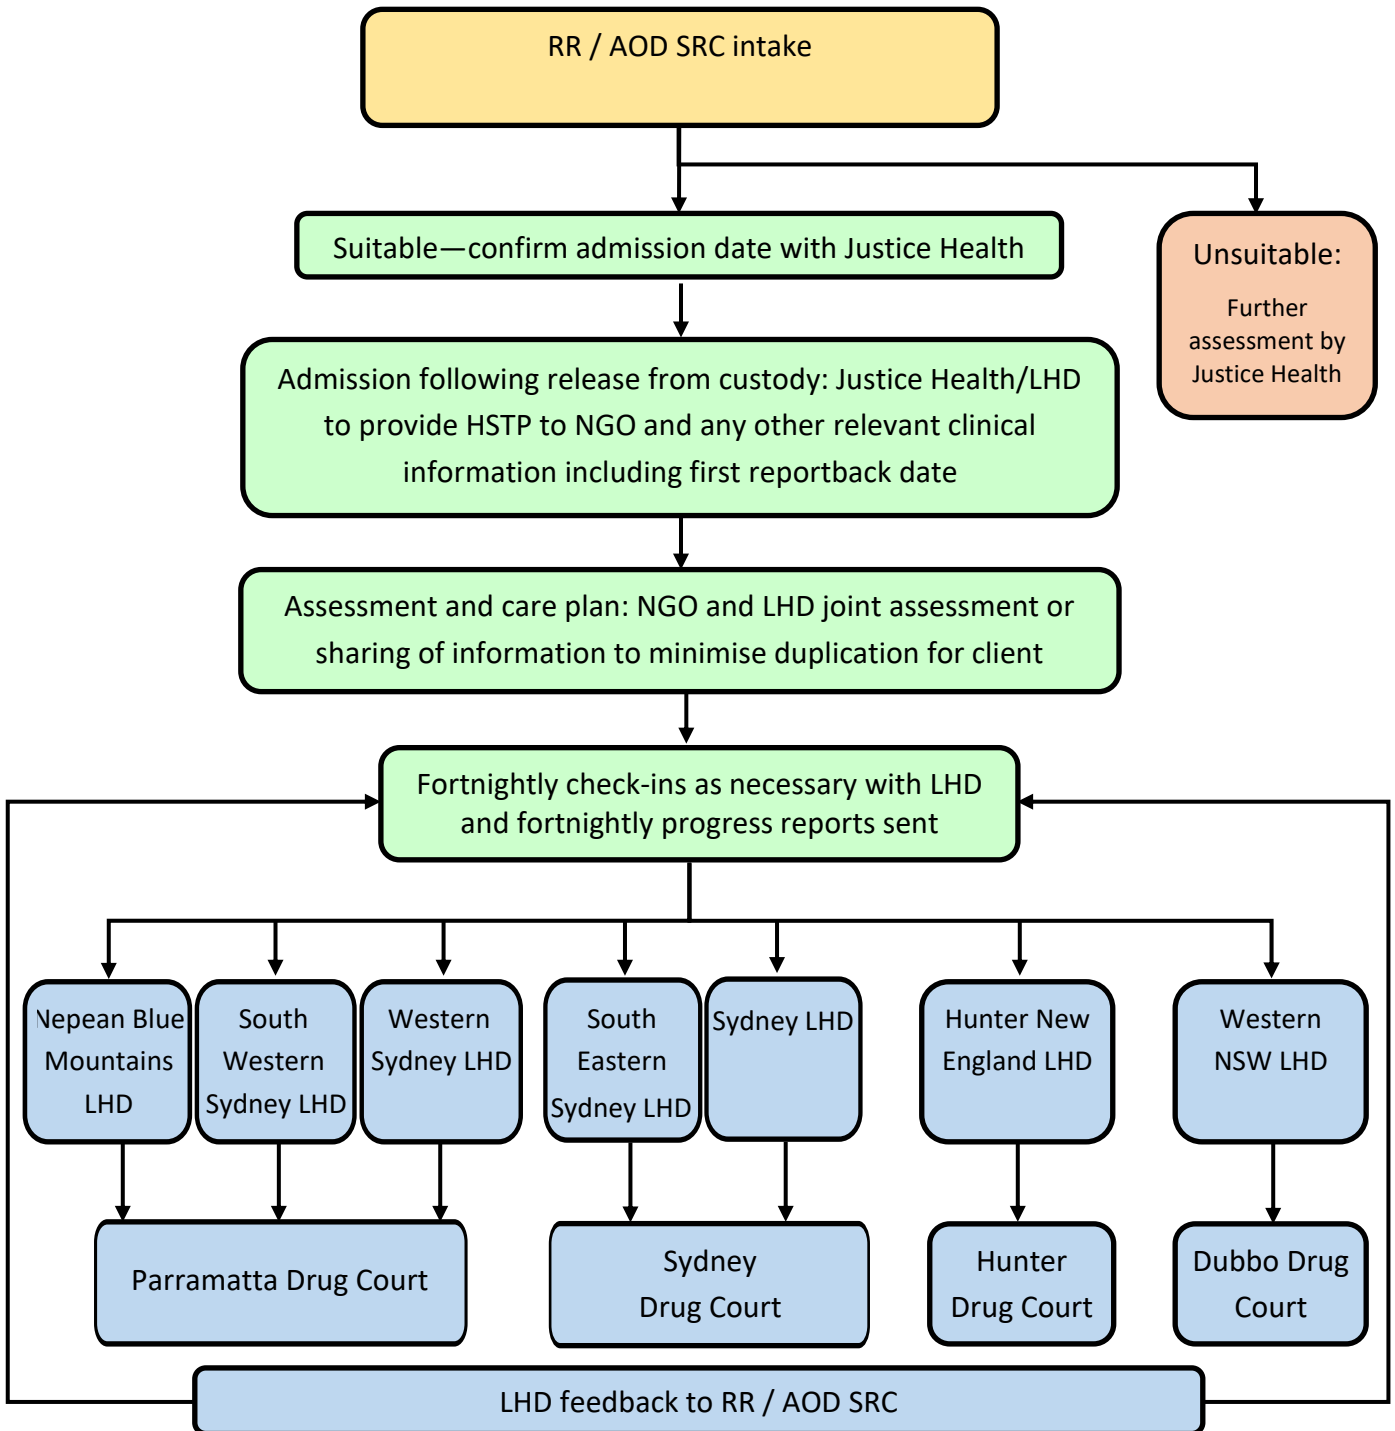 RR / AOD SRC intake
Suitable—confirm admission date with Justice Health
Unsuitable:
Further
assessment by
Justice Health
Admission following release from custody: Justice Health/LHD
to provide HSTP to NGO and any other relevant clinical
information including first reportback date
Assessment and care plan: NGO and LHD joint assessment or
sharing of information to minimise duplication for client
Fortnightly check-ins as necessary with LHD
and fortnightly progress reports sent
Nepean Blue
Mountains
LHD
South
Western
Sydney LHD
Western
Sydney LHD
South
Eastern
Sydney LHD
Sydney LHD
Hunter New
England LHD
Western
NSW LHD
Parramatta Drug Court
Sydney
Drug Court
Hunter
Drug Court
Dubbo Drug
Court
LHD feedback to RR / AOD SRC